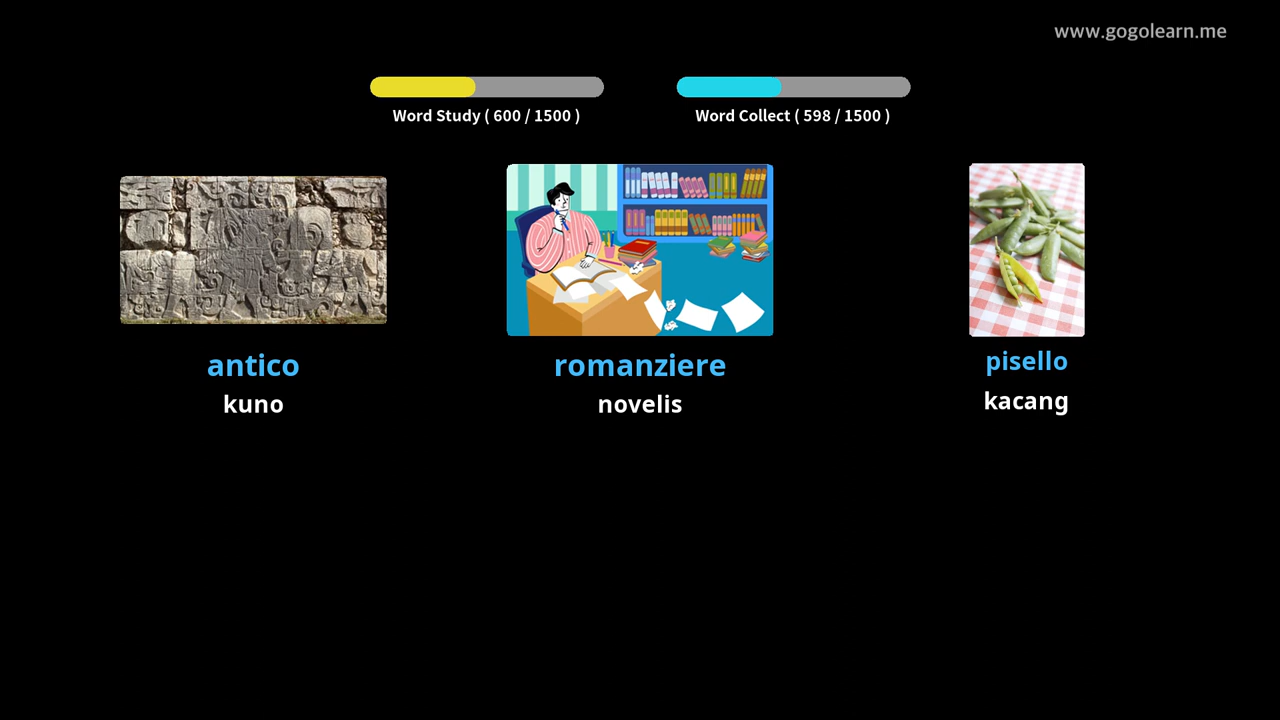 www.gogolearn.me
Word Study ( 600 / 1500 )
Word Collect ( 598 / 1500 )
antico
kuno
romanziere
novelis
pisello
kacang